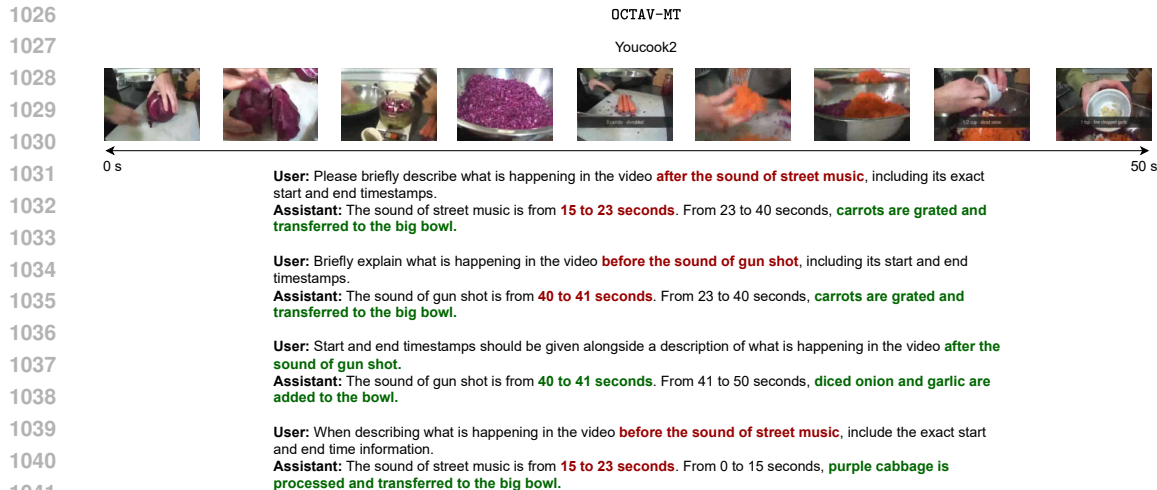 1026
OCTAV-MT
1027
Youcook2
1028
1029
1030
0 s
50 s
1031
User: Please briefly describe what is happening in the video after the sound of street music, including its exact
start and end timestamps.
1032
Assistant: The sound of street music is from 15 to 23 seconds. From 23 to 40 seconds, carrots are grated and
transferred to the big bowl.
1033
1034
User: Briefly explain what is happening in the video before the sound of gun shot, including its start and end
timestamps.
1035
Assistant: The sound of gun shot is from 40 to 41 seconds. From 23 to 40 seconds, carrots are grated and
transferred to the big bowl.
1036
User: Start and end timestamps should be given alongside a description of what is happening in the video after the
1037
sound of gun shot.
Assistant: The sound of gun shot is from 40 to 41 seconds. From 41 to 50 seconds, diced onion and garlic are
1038
added to the bowl.
1039
User: When describing what is happening in the video before the sound of street music, include the exact start
and end time information.
1040
Assistant: The sound of street music is from 15 to 23 seconds. From 0 to 15 seconds, purple cabbage is
transferred to the big bowl.
1041